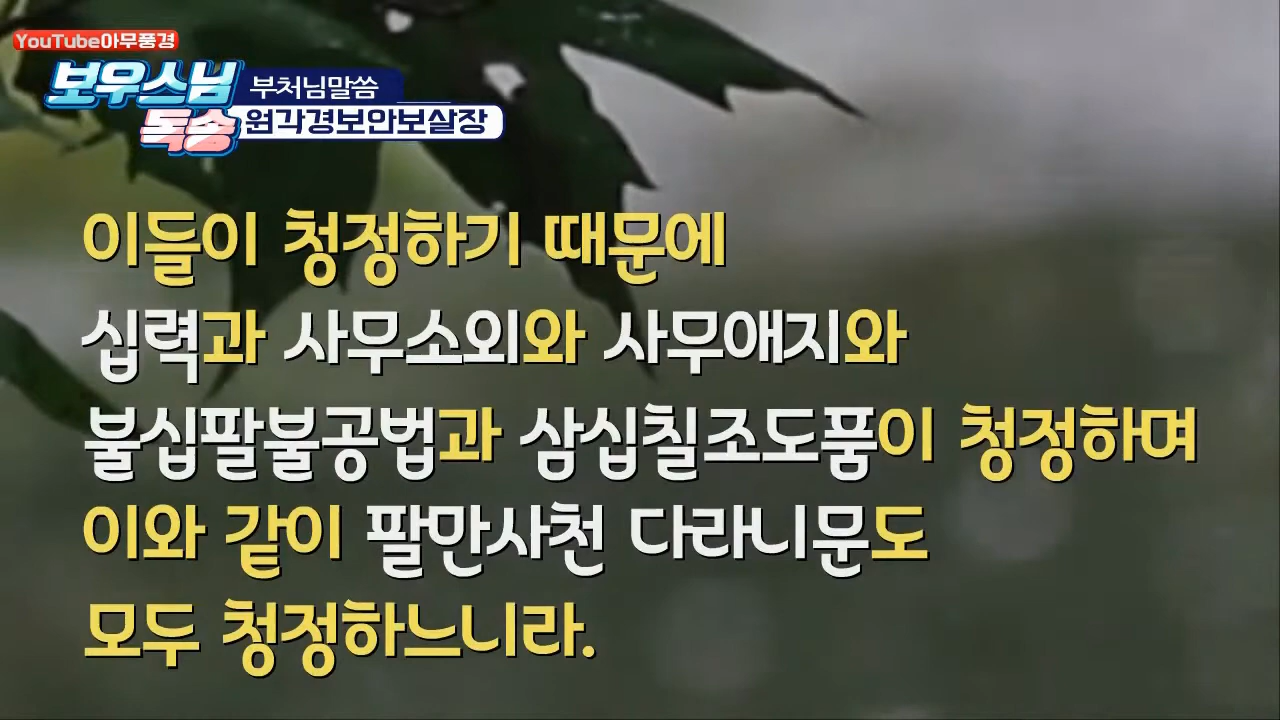 YouTube아무풍경
보우스님
독송
부처님말씀
원각경보안보살장
이들이 청정하기 때문에
십력과 사무소외와 사무애지와
불십팔불공법과 삼십칠조도품이 청정하며
이와 같이 팔만사천 다라니문도
모두 청정하느니라.